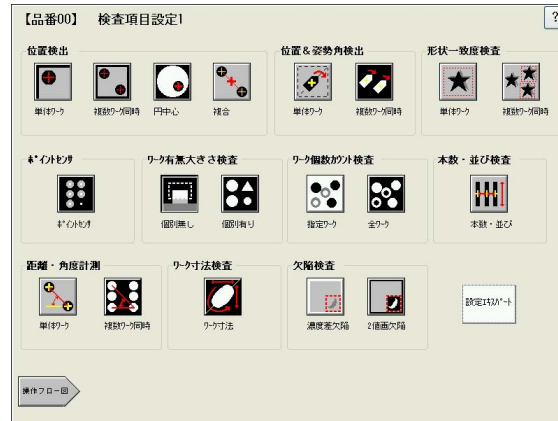 【品番00】 検査項目設定1
?
位置検出
単体ワーク 複数ワーク同時 円中心 複合
位置&姿勢角検出
単体ワーク 複数ワーク同時
形状一致度検査
単体ワーク 複数ワーク同時
ポイントセンサ
ポイントセンサ
ワーク有無大きさ検査
個別無し 個別有り
ワーク個数カウント検査
指定ワーク 全ワーク
本数・並び検査
本数・並び
距離・角度計測
単体ワーク 複数ワーク同時
ワーク寸法検査
ワーク寸法
欠陥検査
濃度差欠陥 2値画欠陥
設定エキスパート
操作フロー図